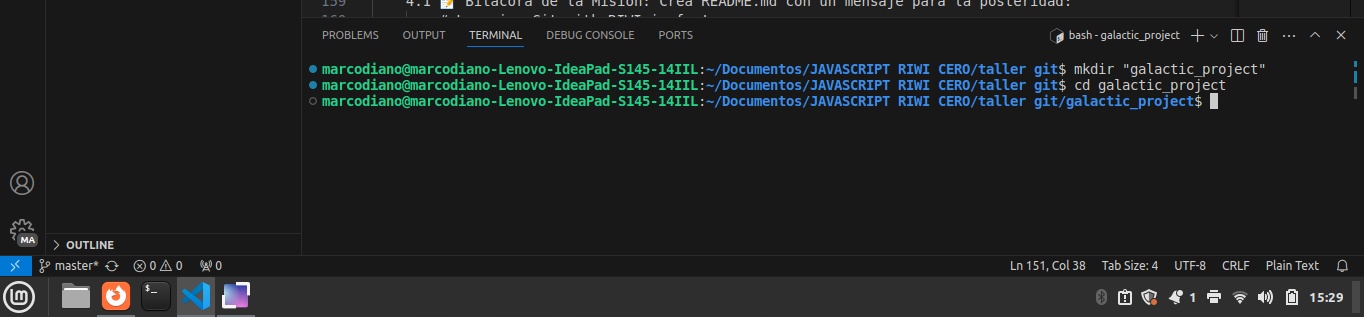 159 4.1 📝 Bitácora de la Misión: Crea README.md con un mensaje para la posteridad:
160
PROBLEMS OUTPUT TERMINAL DEBUG CONSOLE PORTS bash - galactic_project
marcodiano@marcodiano-Lenovo-IdeaPad-S145-14IIL:~/Documentos/JAVASCRIPT RIWI CERO/taller git$ mkdir "galactic_project"
marcodiano@marcodiano-Lenovo-IdeaPad-S145-14IIL:~/Documentos/JAVASCRIPT RIWI CERO/taller git$ cd galactic_project
marcodiano@marcodiano-Lenovo-IdeaPad-S145-14IIL:~/Documentos/JAVASCRIPT RIWI CERO/taller git/galactic_project$
MA
OUTLINE
master* 0 0 0 Ln 151, Col 38 Tab Size: 4 UTF-8 CRLF Plain Text
lm $_ 1 15:29